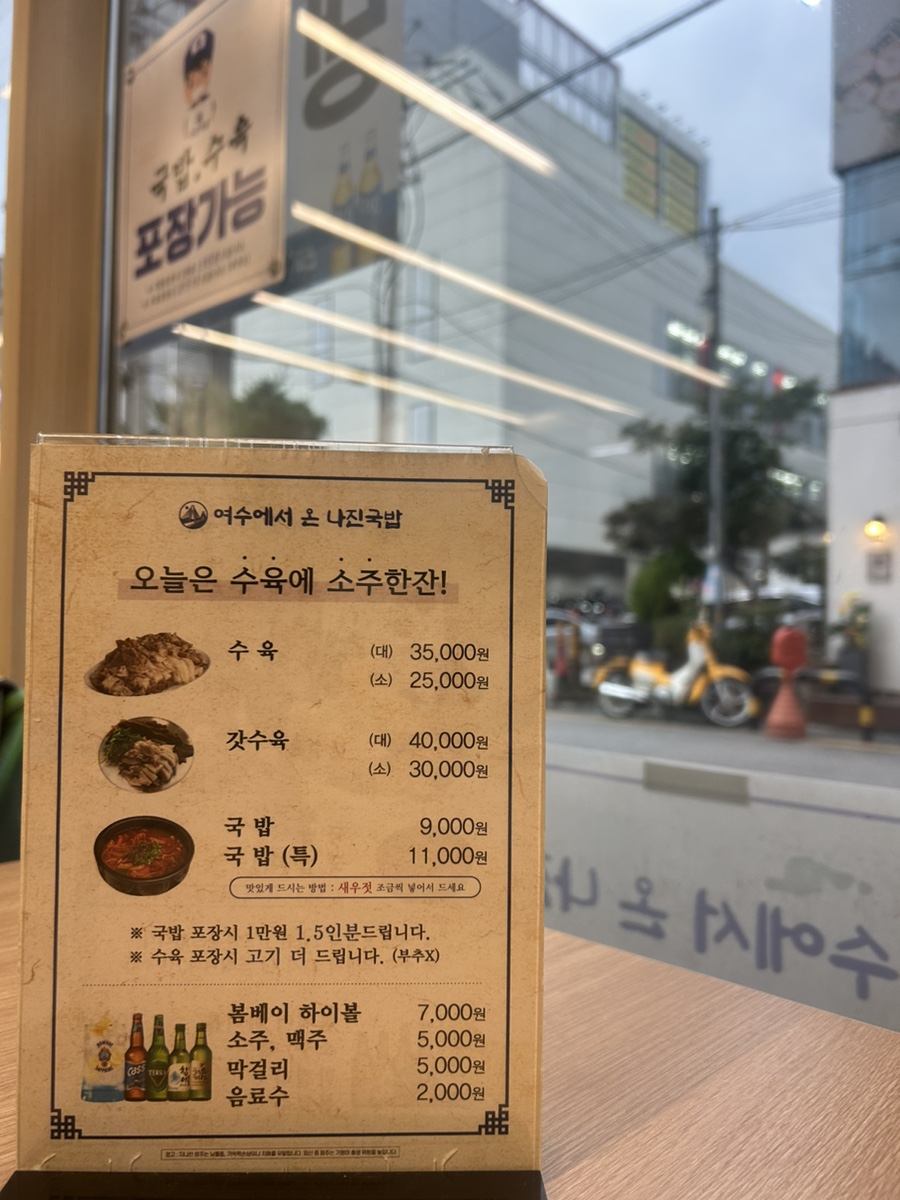 국밥, 수육
포장가능
여수에서 온 나진국밥
오늘은 수육에 소주한잔!
수육 (대) 35,000원
(소) 25,000원
갓수육 (대) 40,000원
(소) 30,000원
국밥 9,000원
국밥 (특) 11,000원
맛있게 드시는 방법 : 새우젓 조금씩 넣어서 드세요
※ 국밥 포장시 1만원 1.5인분드립니다.
※ 수육 포장시 고기 더 드립니다. (부추X)
봄베이 하이볼 7,000원
소주, 맥주 5,000원
막걸리 5,000원
음료수 2,000원
CASS
TERRA
수에서 온 나